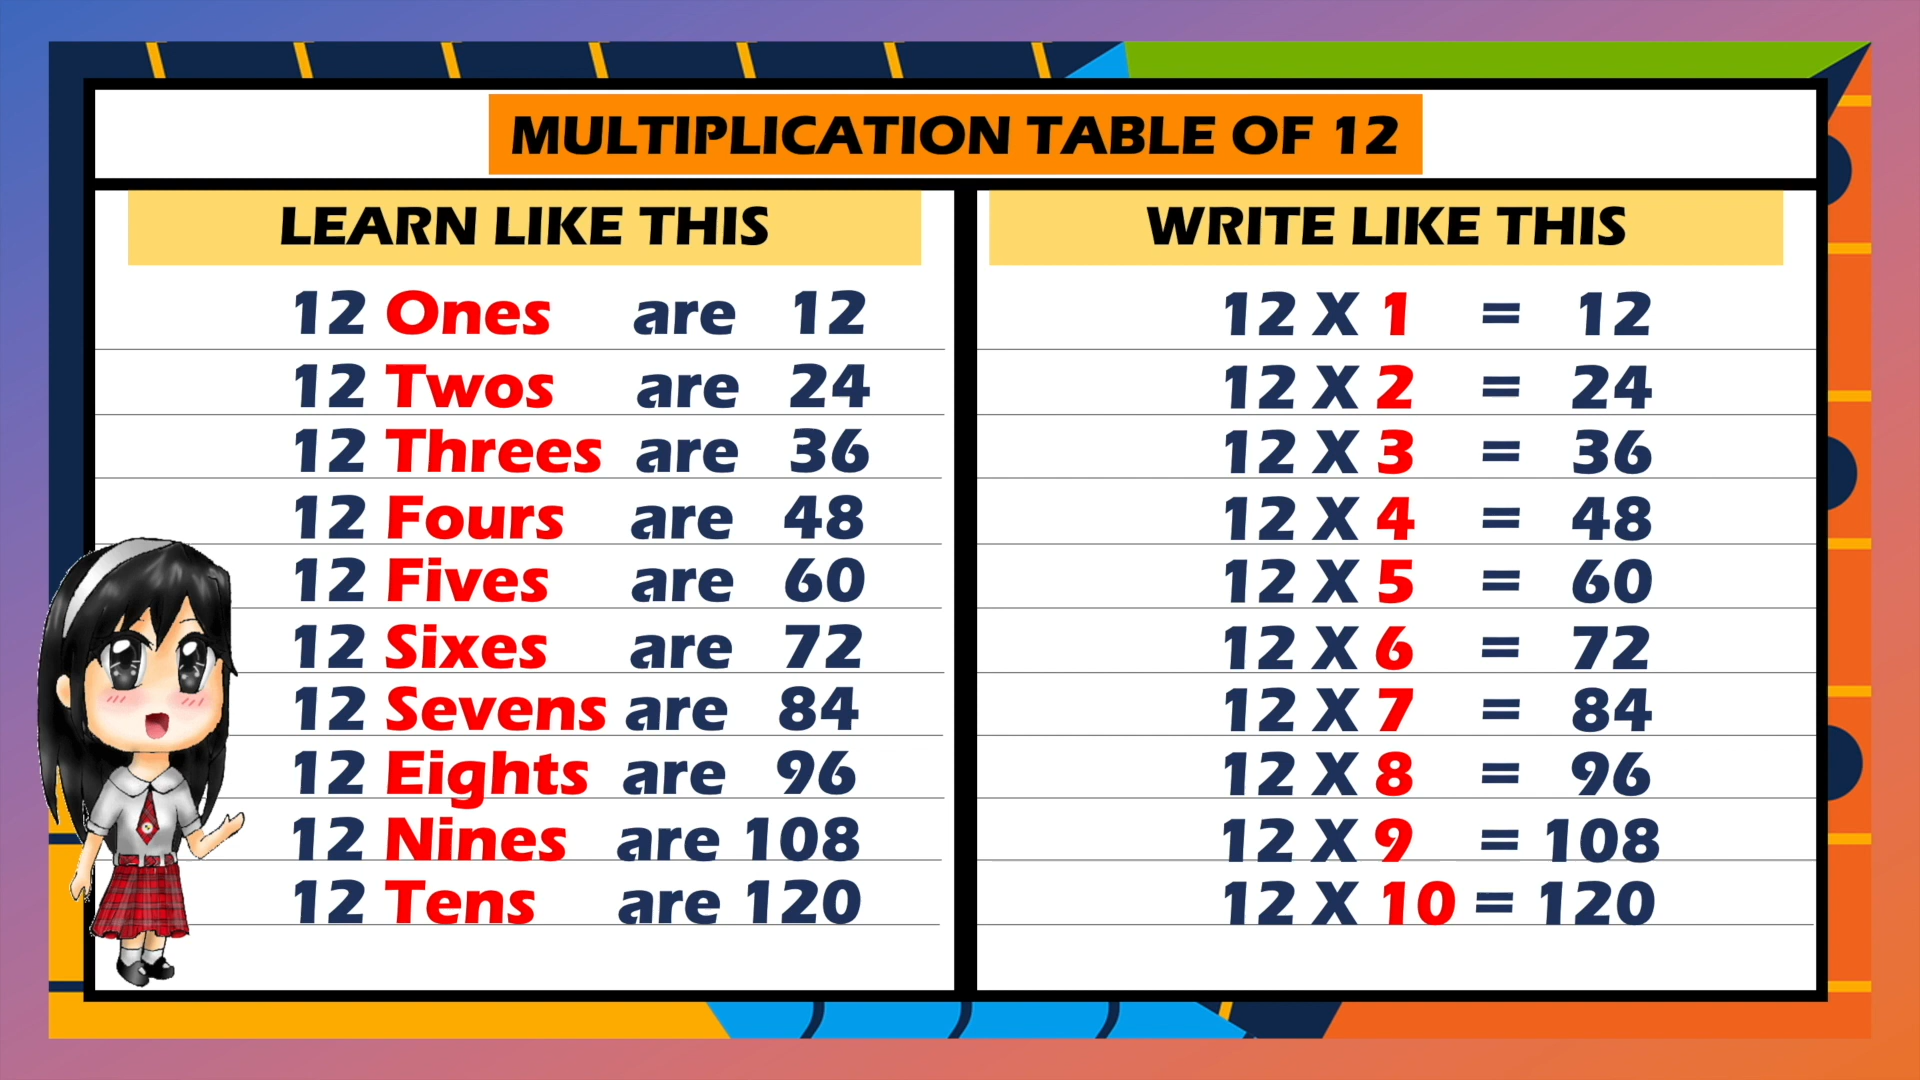 MULTIPLICATION TABLE OF 12
LEARN LIKE THIS
12 Ones are 12
12 Twos are 24
12 Threes are 36
12 Fours are 48
12 Fives are 60
12 Sixes are 72
12 Sevens are 84
12 Eights are 96
12 Nines are 108
12 Tens are 120
WRITE LIKE THIS
12 X 1 = 12
12 X 2 = 24
12 X 3 = 36
12 X 4 = 48
12 X 5 = 60
12 X 6 = 72
12 X 7 = 84
12 X 8 = 96
12 X 9 = 108
12 X 10 = 120